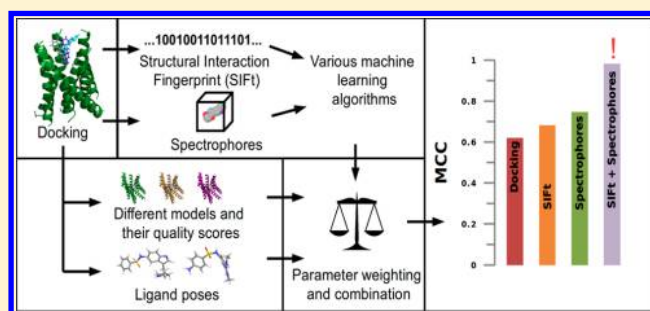 ...10010011011101...
Structural Interaction
Fingerprint (SIFt)
Spectrophores
Docking
Various machine
learning
algorithms
Different models and
their quality scores
Ligand poses
Parameter weighting
and combination
MCC
1
0.8
0.6
0.4
0.2
0
Docking
SIFt
Spectrophores
SIFt + Spectrophores
!